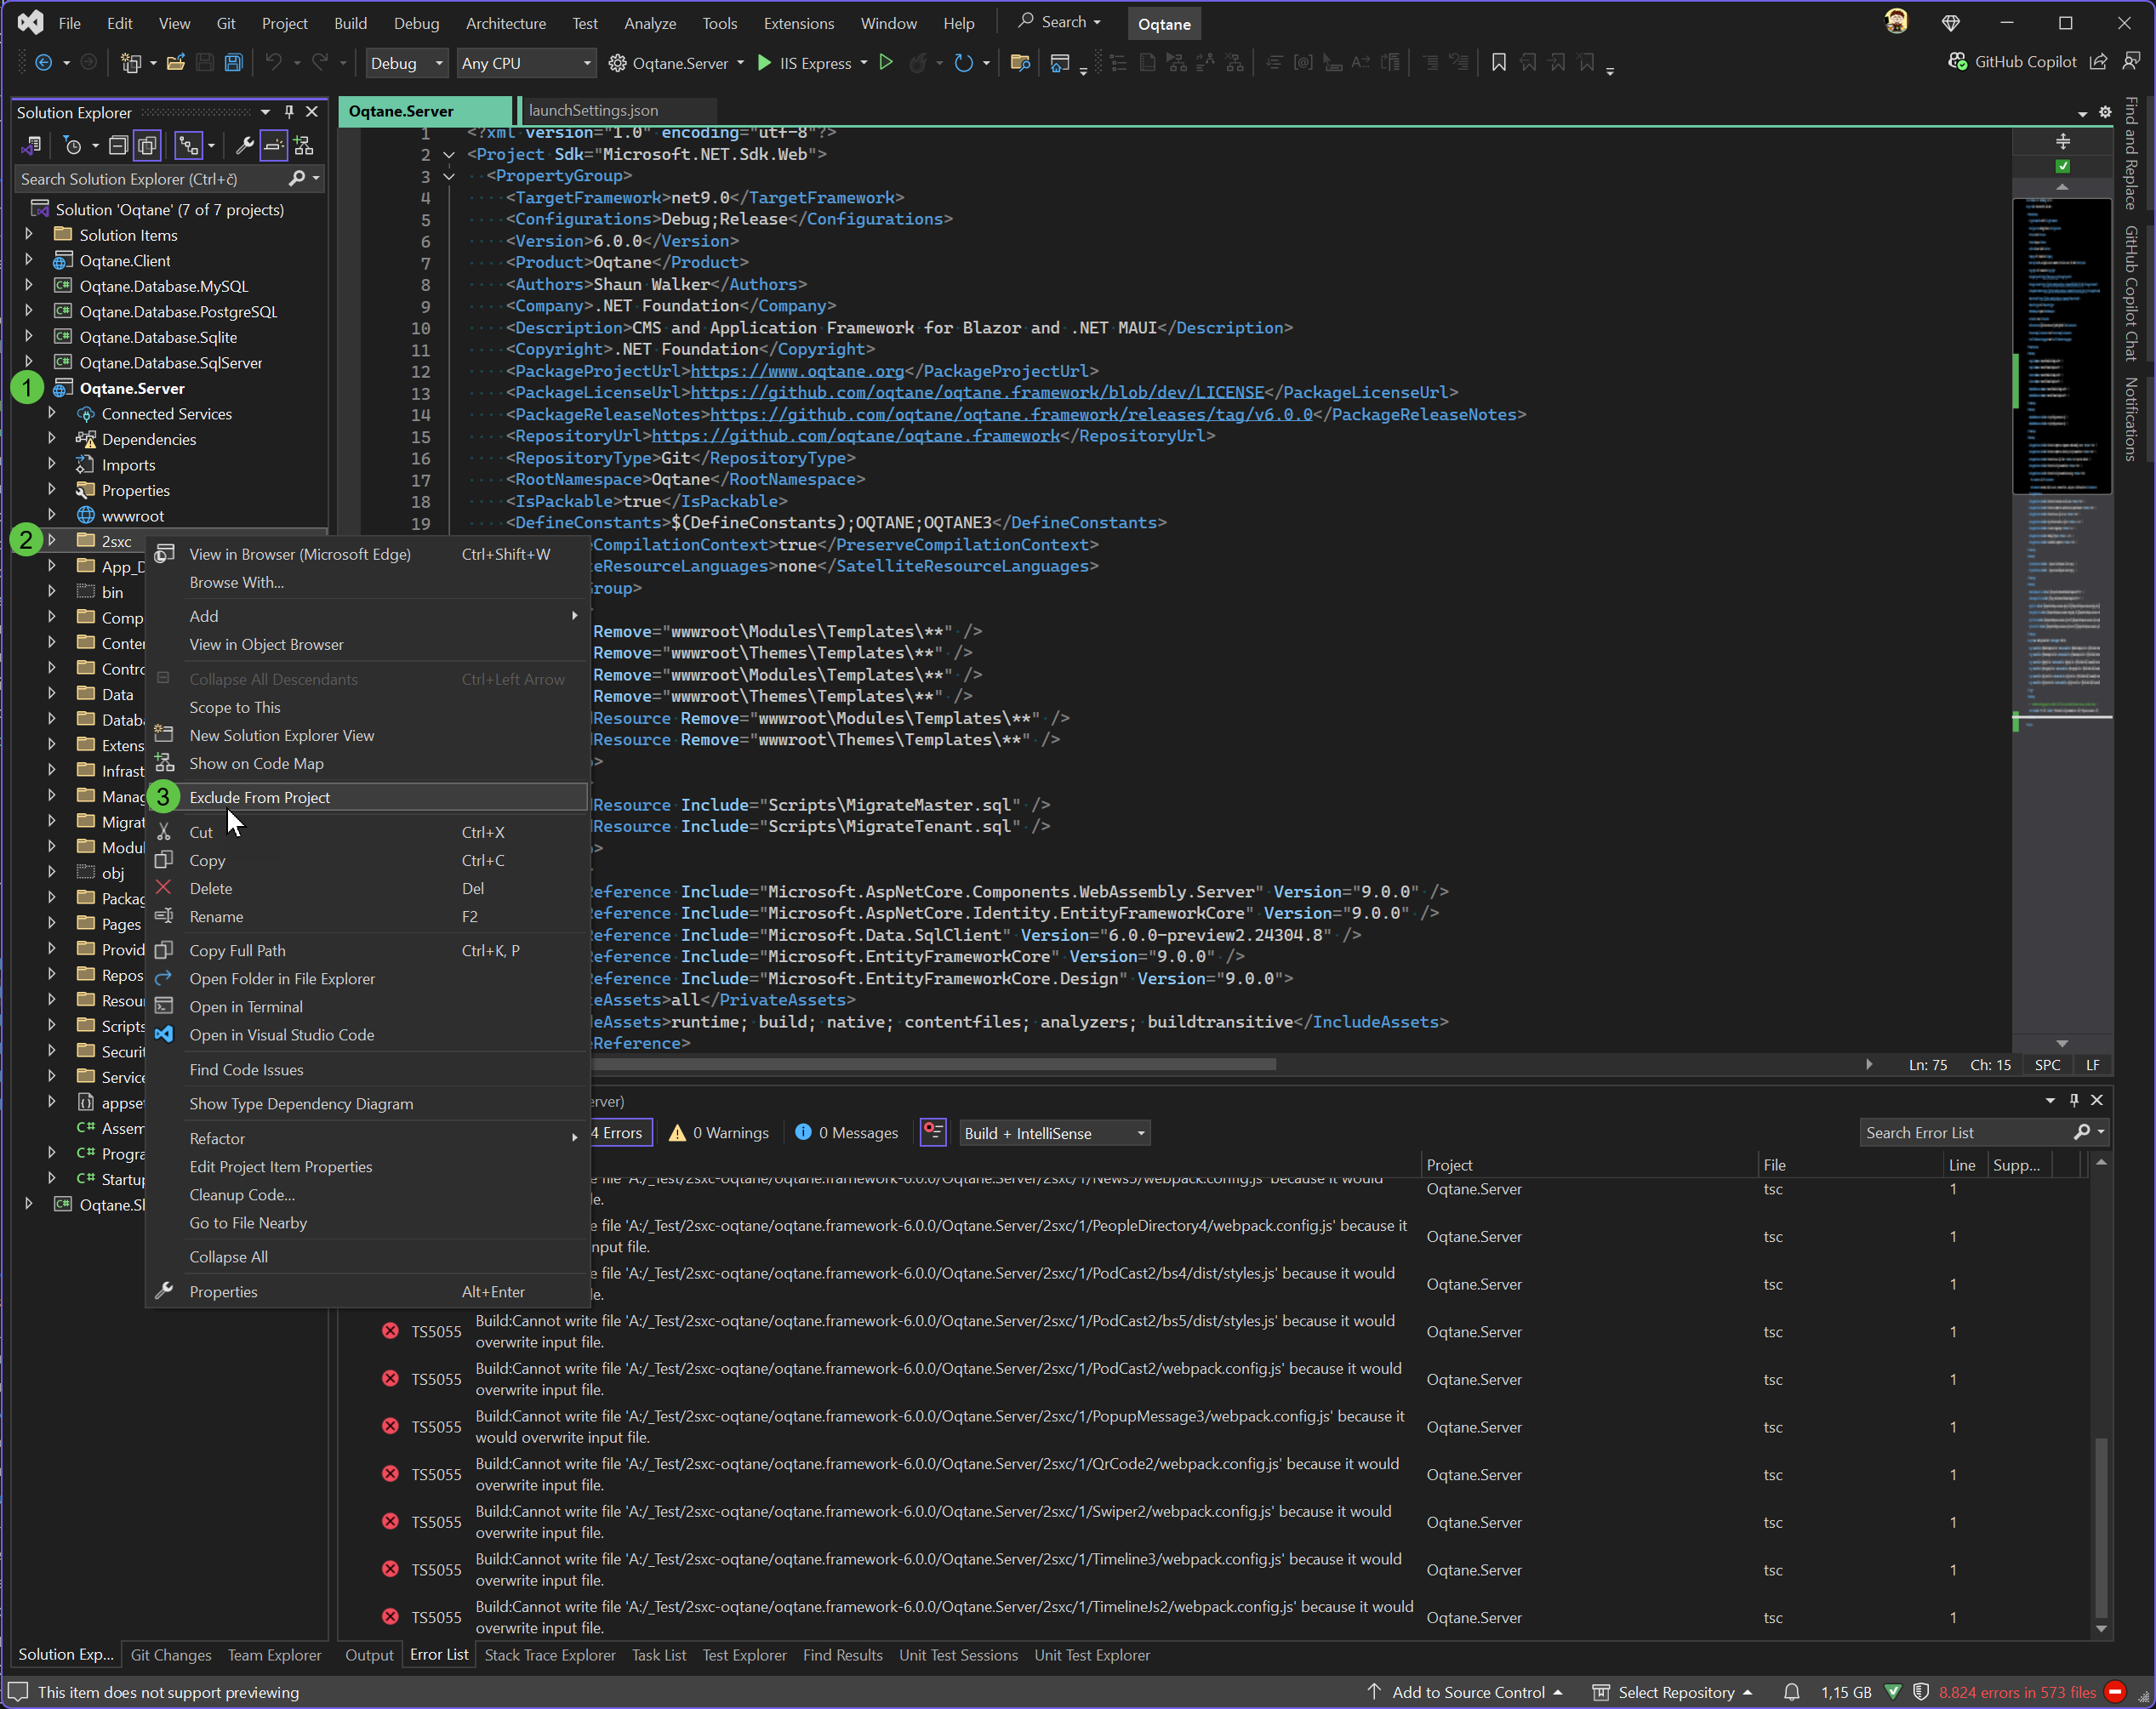 File Edit View Git Project Build Debug Architecture Test Analyze Tools Extensions Window Help Search Oqtane
Debug Any CPU Oqtane.Server IIS Express GitHub Copilot
Solution Explorer
Search Solution Explorer (Ctrl+č)
Solution 'Oqtane' (7 of 7 projects)
Solution Items
Oqtane.Client
Oqtane.Database.MySQL
Oqtane.Database.PostgreSQL
Oqtane.Database.Sqlite
Oqtane.Database.SqlServer
1 Oqtane.Server
Connected Services
Dependencies
Imports
Properties
wwwroot
2 2sxc
App_D
bin
Comp
Conte
Contro
Data
Datab
Extens
Infrast
Manag
Migrat
Modul
obj
Packag
Pages
Provid
Repos
Resou
Scripts
Securit
Service
appse
Assem
Progra
Startu
Oqtane.Sh
View in Browser (Microsoft Edge) Ctrl+Shift+W
Browse With...
Add
View in Object Browser
Collapse All Descendants Ctrl+Left Arrow
Scope to This
New Solution Explorer View
Show on Code Map
3 Exclude From Project
Cut Ctrl+X
Copy Ctrl+C
Delete Del
Rename F2
Copy Full Path Ctrl+K, P
Open Folder in File Explorer
Open in Terminal
Open in Visual Studio Code
Find Code Issues
Show Type Dependency Diagram
Refactor
Edit Project Item Properties
Cleanup Code...
Go to File Nearby
Collapse All
Properties Alt+Enter
Oqtane.Server launchSettings.json
1 <?xml version="1.0" encoding="utf-8"?>
2 <Project Sdk="Microsoft.NET.Sdk.Web">
3 <PropertyGroup>
4 <TargetFramework>net9.0</TargetFramework>
5 <Configurations>Debug;Release</Configurations>
6 <Version>6.0.0</Version>
7 <Product>Oqtane</Product>
8 <Authors>Shaun Walker</Authors>
9 <Company>.NET Foundation</Company>
10 <Description>CMS and Application Framework for Blazor and .NET MAUI</Description>
11 <Copyright>.NET Foundation</Copyright>
12 <PackageProjectUrl>https://www.oqtane.org</PackageProjectUrl>
13 <PackageLicenseUrl>https://github.com/oqtane/oqtane.framework/blob/dev/LICENSE</PackageLicenseUrl>
14 <PackageReleaseNotes>https://github.com/oqtane/oqtane.framework/releases/tag/v6.0.0</PackageReleaseNotes>
15 <RepositoryUrl>https://github.com/oqtane/oqtane.framework</RepositoryUrl>
16 <RepositoryType>Git</RepositoryType>
17 <RootNamespace>Oqtane</RootNamespace>
18 <IsPackable>true</IsPackable>
19 <DefineConstants>$(DefineConstants);OQTANE;OQTANE3</DefineConstants>
eCompilationContext>true</PreserveCompilationContext>
teResourceLanguages>none</SatelliteResourceLanguages>
Group>
>
Remove="wwwroot\Modules\Templates\**" />
Remove="wwwroot\Themes\Templates\**" />
Remove="wwwroot\Modules\Templates\**" />
Remove="wwwroot\Themes\Templates\**" />
dResource Remove="wwwroot\Modules\Templates\**" />
dResource Remove="wwwroot\Themes\Templates\**" />
p>
dResource Include="Scripts\MigrateMaster.sql" />
dResource Include="Scripts\MigrateTenant.sql" />
p>
eference Include="Microsoft.AspNetCore.Components.WebAssembly.Server" Version="9.0.0" />
eference Include="Microsoft.AspNetCore.Identity.EntityFrameworkCore" Version="9.0.0" />
eference Include="Microsoft.Data.SqlClient" Version="6.0.0-preview2.24304.8" />
eference Include="Microsoft.EntityFrameworkCore" Version="9.0.0" />
eference Include="Microsoft.EntityFrameworkCore.Design" Version="9.0.0">
eAssets>all</PrivateAssets>
deAssets>runtime; build; native; contentfiles; analyzers; buildtransitive</IncludeAssets>
eReference>
Ln: 75 Ch: 15 SPC LF
Find and Replace
GitHub Copilot Chat
Notifications
erver)
4 Errors 0 Warnings 0 Messages Build + IntelliSense Search Error List
Project File Line Supp...
e file 'A:/_Test/2sxc-oqtane/oqtane.framework-6.0.0/Oqtane.Server/2sxc/1/News5/webpack.config.js' because it would
le. Oqtane.Server tsc 1
e file 'A:/_Test/2sxc-oqtane/oqtane.framework-6.0.0/Oqtane.Server/2sxc/1/PeopleDirectory4/webpack.config.js' because it
nput file. Oqtane.Server tsc 1
e file 'A:/_Test/2sxc-oqtane/oqtane.framework-6.0.0/Oqtane.Server/2sxc/1/PodCast2/bs4/dist/styles.js' because it would
le. Oqtane.Server tsc 1
TS5055 Build:Cannot write file 'A:/_Test/2sxc-oqtane/oqtane.framework-6.0.0/Oqtane.Server/2sxc/1/PodCast2/bs5/dist/styles.js' because it would
overwrite input file. Oqtane.Server tsc 1
TS5055 Build:Cannot write file 'A:/_Test/2sxc-oqtane/oqtane.framework-6.0.0/Oqtane.Server/2sxc/1/PodCast2/webpack.config.js' because it would
overwrite input file. Oqtane.Server tsc 1
TS5055 Build:Cannot write file 'A:/_Test/2sxc-oqtane/oqtane.framework-6.0.0/Oqtane.Server/2sxc/1/PopupMessage3/webpack.config.js' because it
would overwrite input file. Oqtane.Server tsc 1
TS5055 Build:Cannot write file 'A:/_Test/2sxc-oqtane/oqtane.framework-6.0.0/Oqtane.Server/2sxc/1/QrCode2/webpack.config.js' because it would
overwrite input file. Oqtane.Server tsc 1
TS5055 Build:Cannot write file 'A:/_Test/2sxc-oqtane/oqtane.framework-6.0.0/Oqtane.Server/2sxc/1/Swiper2/webpack.config.js' because it would
overwrite input file. Oqtane.Server tsc 1
TS5055 Build:Cannot write file 'A:/_Test/2sxc-oqtane/oqtane.framework-6.0.0/Oqtane.Server/2sxc/1/Timeline3/webpack.config.js' because it would
overwrite input file. Oqtane.Server tsc 1
TS5055 Build:Cannot write file 'A:/_Test/2sxc-oqtane/oqtane.framework-6.0.0/Oqtane.Server/2sxc/1/TimelineJs2/webpack.config.js' because it would
overwrite input file. Oqtane.Server tsc 1
Solution Exp... Git Changes Team Explorer Output Error List Stack Trace Explorer Task List Test Explorer Find Results Unit Test Sessions Unit Test Explorer
This item does not support previewing Add to Source Control Select Repository 1,15 GB 8.824 errors in 573 files